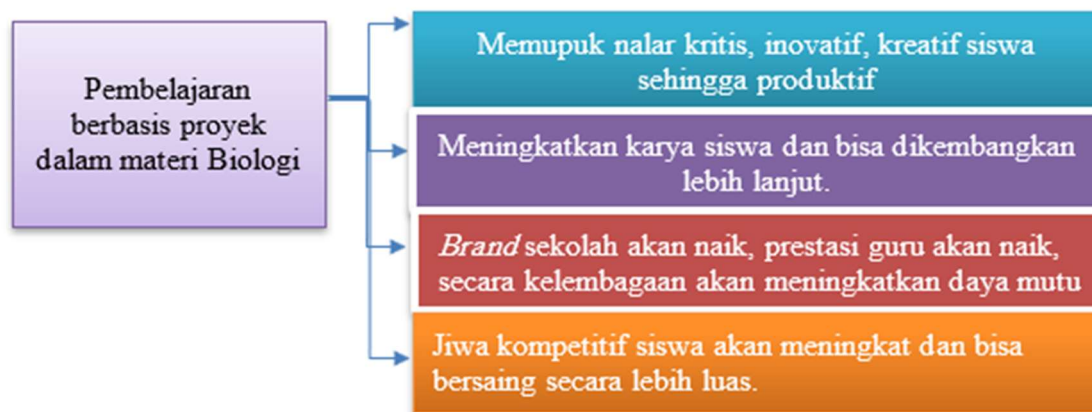 Pembelajaran
berbasis proyek
dalam materi Biologi
Memupuk nalar kritis, inovatif, kreatif siswa
sehingga produktif
Meningkatkan karya siswa dan bisa dikembangkan
lebih lanjut.
Brand sekolah akan naik, prestasi guru akan naik,
secara kelembagaan akan meningkatkan daya mutu
Jiwa kompetitif siswa akan meningkat dan bisa
bersaing secara lebih luas.